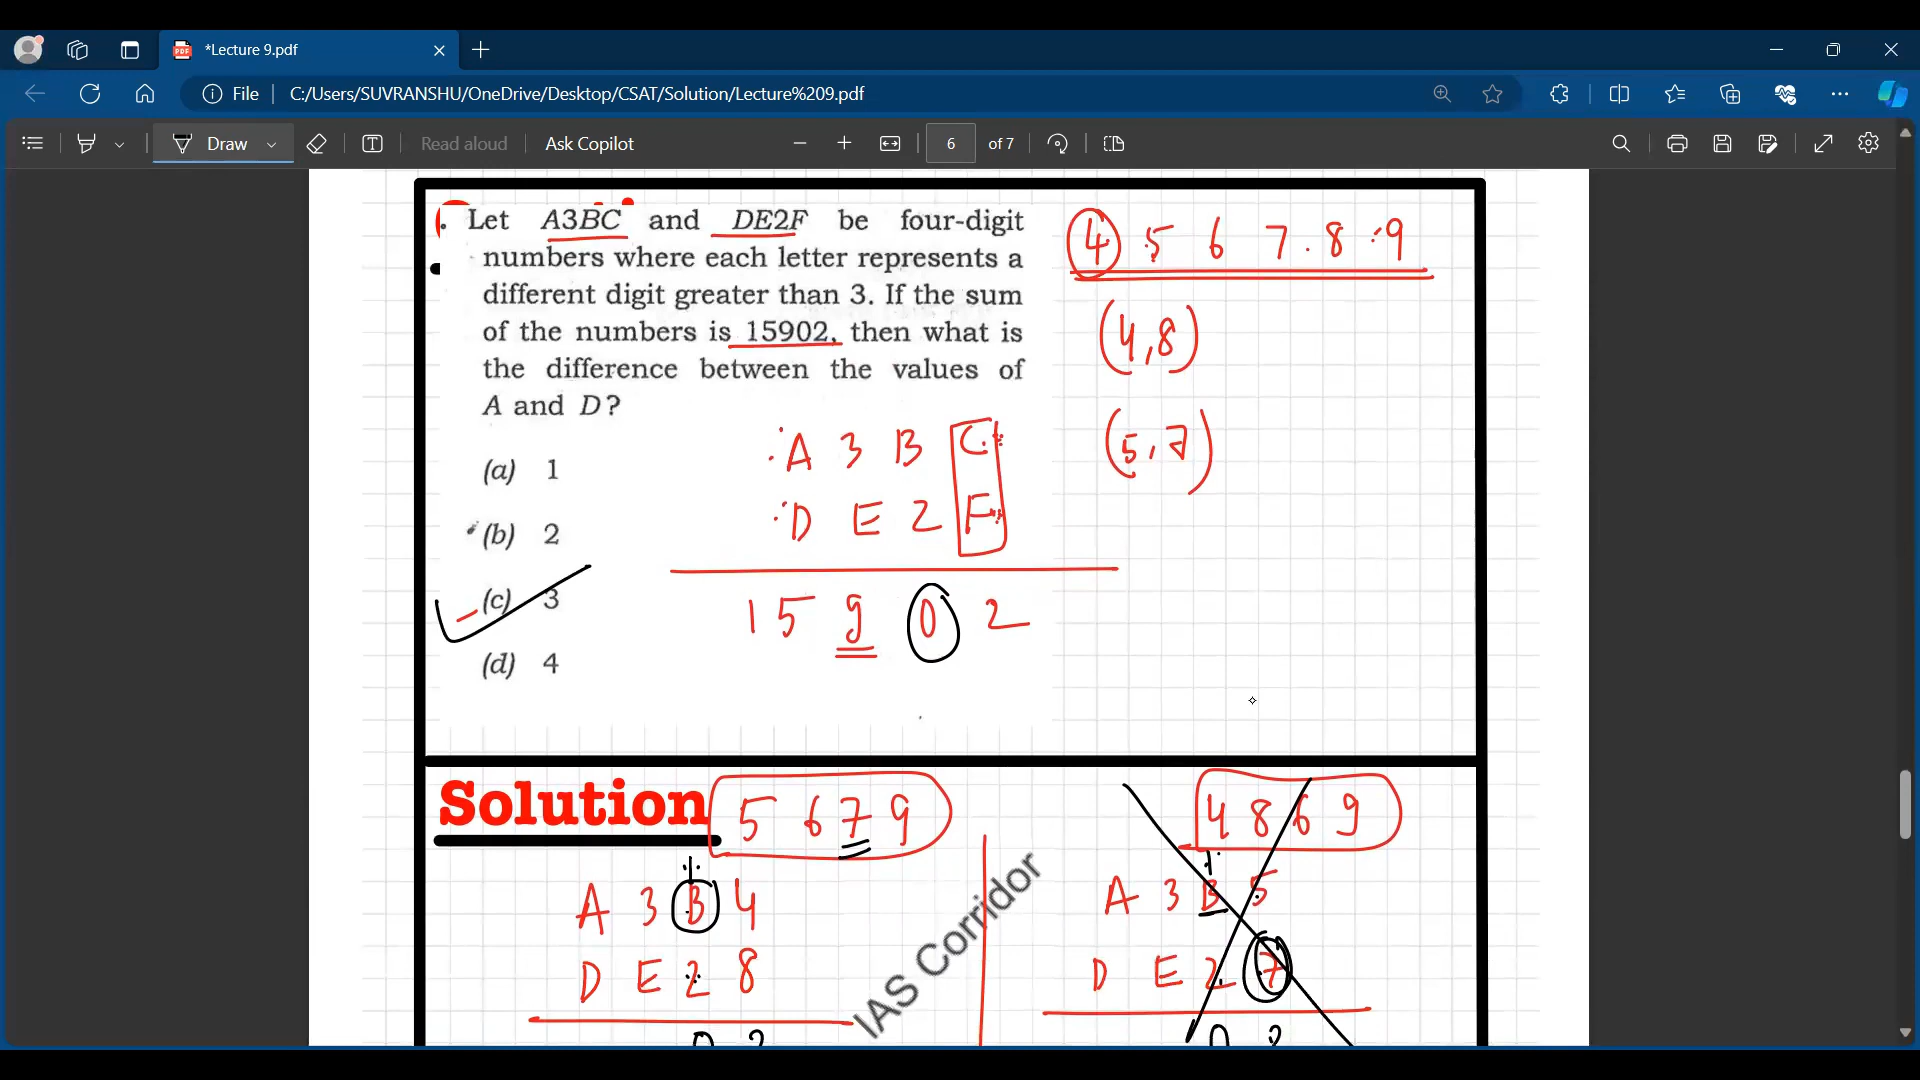 *Lecture 9.pdf
File C:/Users/SUVRANSHU/OneDrive/Desktop/CSAT/Solution/Lecture%209.pdf
Draw Read aloud Ask Copilot 6 of 7
Let A3BC and DE2F be four-digit
numbers where each letter represents a
different digit greater than 3. If the sum
of the numbers is 15902, then what is
the difference between the values of
A and D?
(a) 1
(b) 2
(c) 3
(d) 4
4 5 6 7 8 9
(4,8)
(5,7)
A 3 B C
D E 2 F
1 5 9 0 2
Solution
5 6 7 9
A 3 B 4
D E 2 8
0 2
4 8 6 9
A 3 B 5
D E 2 7
0 2
IAS Corridor